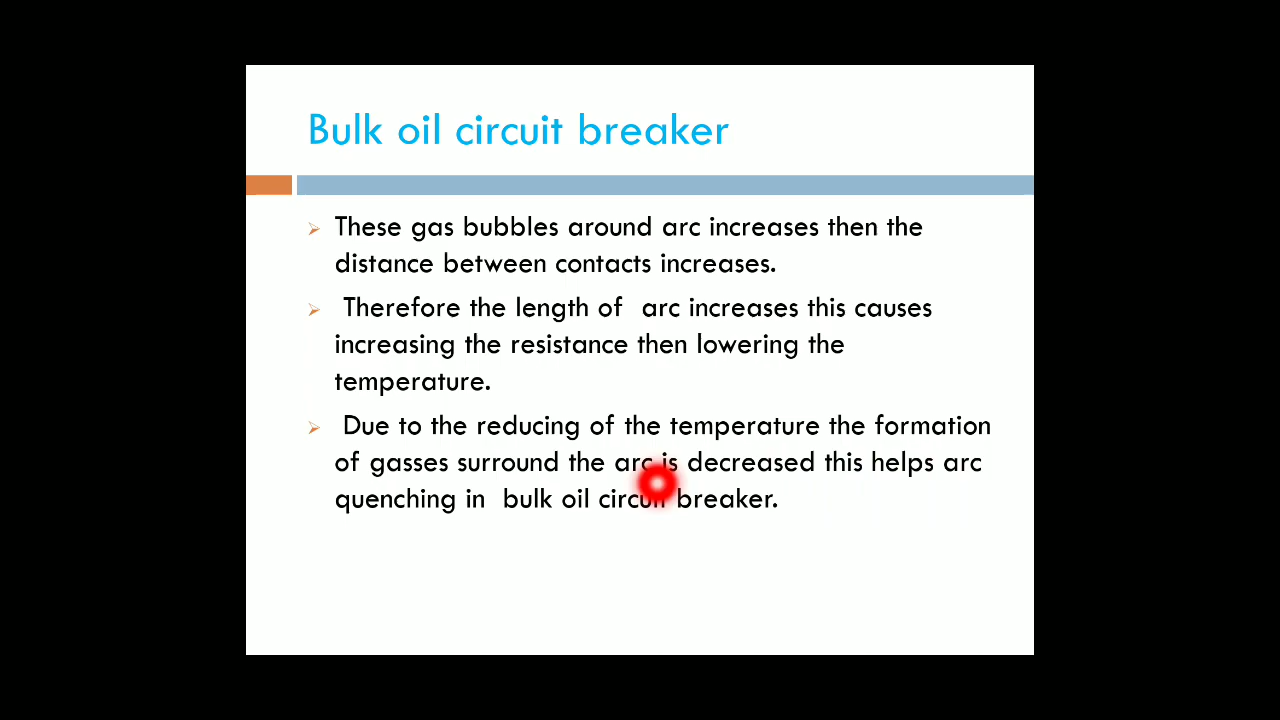 Bulk oil circuit breaker
These gas bubbles around arc increases then the
distance between contacts increases.
Therefore the length of arc increases this causes
increasing the resistance then lowering the
temperature.
Due to the reducing of the temperature the formation
of gasses surround the arc is decreased this helps arc
quenching in bulk oil circuit breaker.